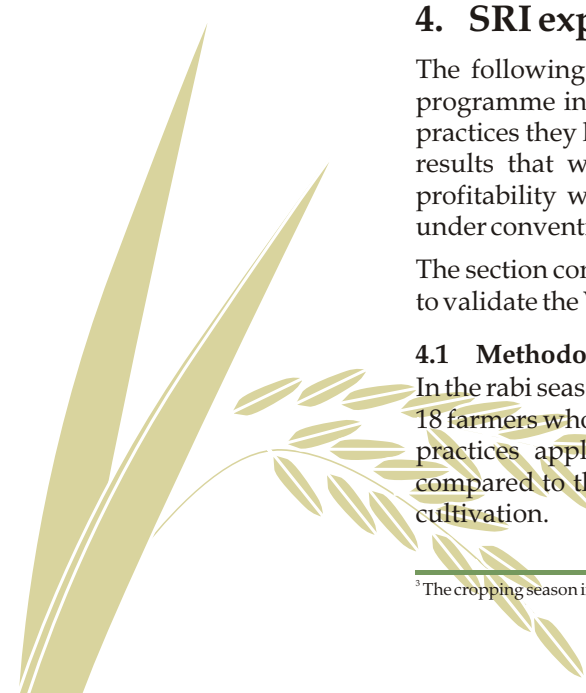 4. SRI exp
The following
programme in
practices they
results that w
profitability w
under convent
The section co
to validate the
4.1 Methodo
In the rabi seas
18 farmers who
practices appl
compared to th
cultivation.
3 The cropping season i